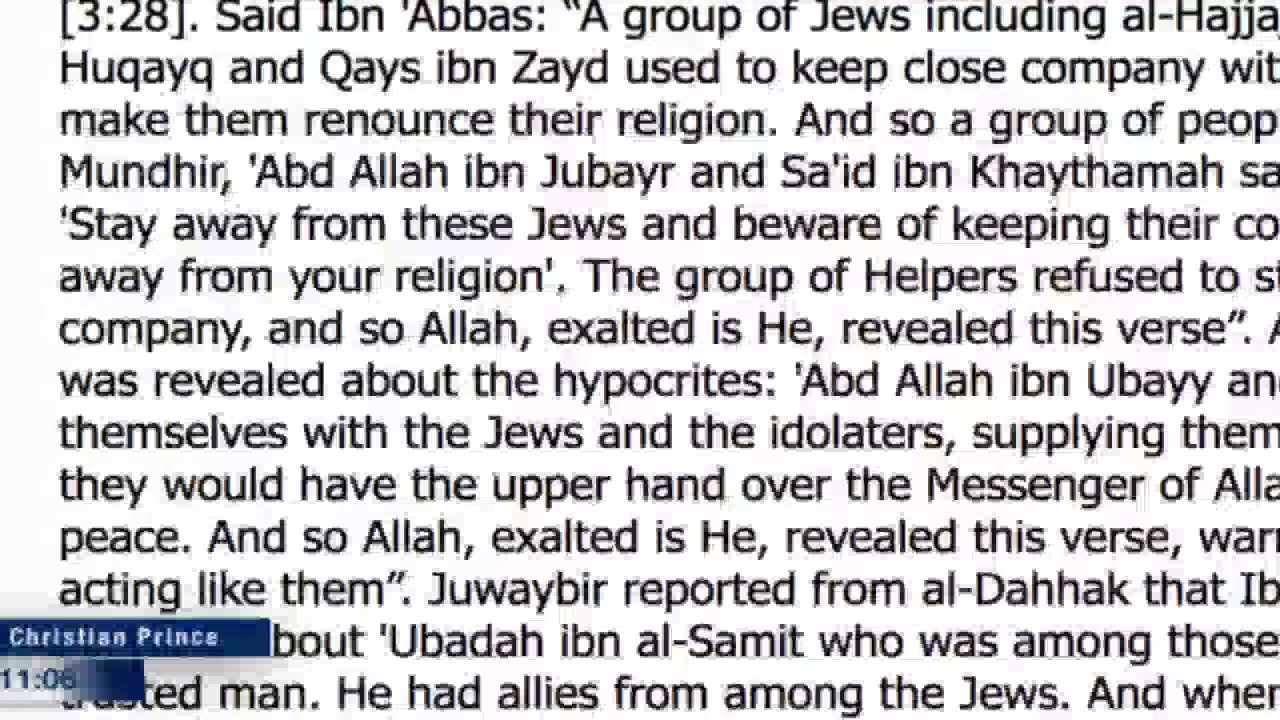 [3:28]. Said Ibn 'Abbas: “A group of Jews including al-Hajjaj
Huqayq and Qays ibn Zayd used to keep close company wit
make them renounce their religion. And so a group of peop
Mundhir, 'Abd Allah ibn Jubayr and Sa'id ibn Khaythamah sa
'Stay away from these Jews and beware of keeping their co
away from your religion'. The group of Helpers refused to st
company, and so Allah, exalted is He, revealed this verse”. A
was revealed about the hypocrites: 'Abd Allah ibn Ubayy and
themselves with the Jews and the idolaters, supplying them
they would have the upper hand over the Messenger of Alla
peace. And so Allah, exalted is He, revealed this verse, warn
acting like them”. Juwaybir reported from al-Dahhak that Ib
Christian Prince bout 'Ubadah ibn al-Samit who was among those
11:06 ted man. He had allies from among the Jews. And when